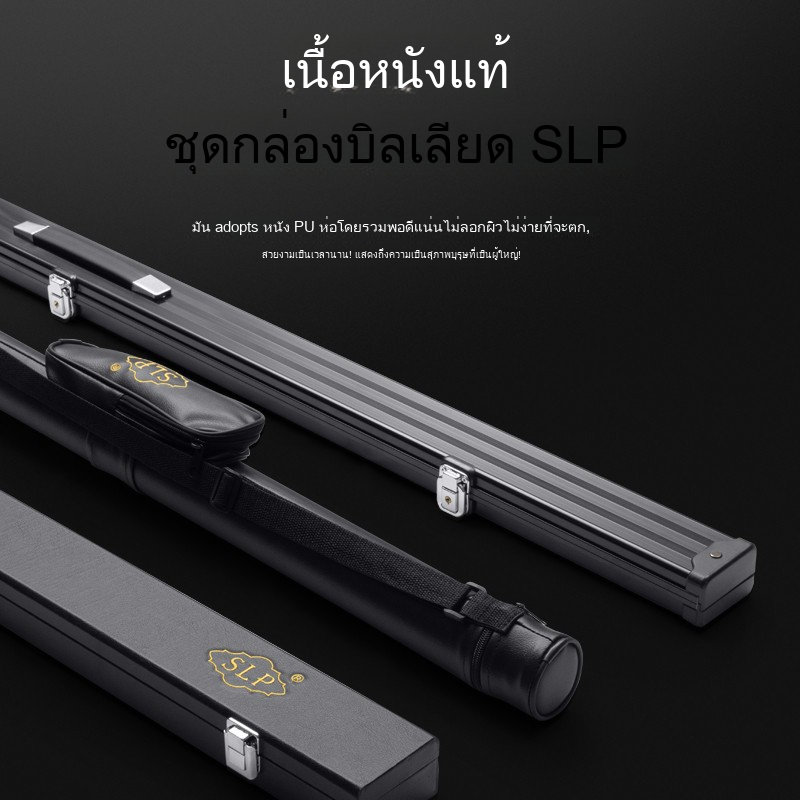 เนื้อหนังแท้
ชุดกล่องบิลเลียด SLP
มัน adopts หนัง PU ห่อโดยรวมพอดีแน่นไม่ลอกผิวไม่ง่ายที่จะตก,
สวยงามเป็นเวลานาน! แสดงถึงความเป็นสุภาพบุรุษที่เป็นผู้ใหญ่!
SLP®
SLP®